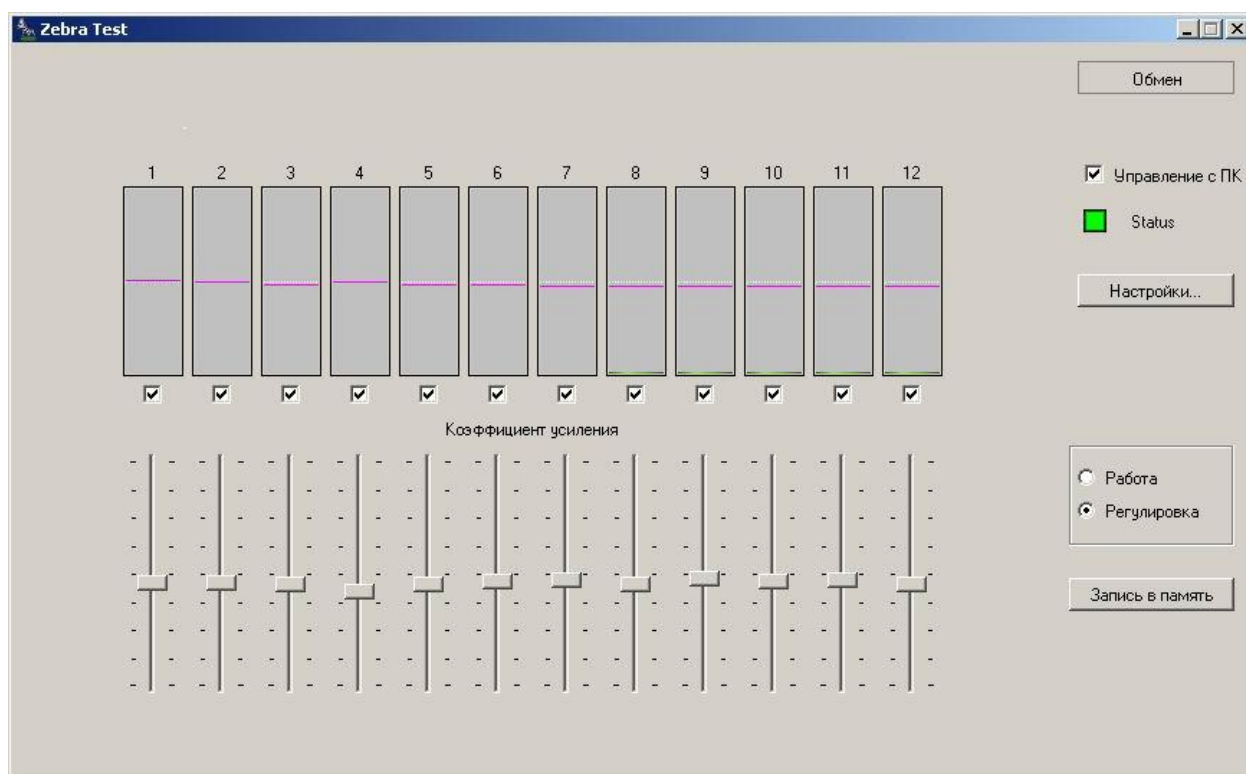 Zebra Test
Обмен
1 2 3 4 5 6 7 8 9 10 11 12
Управление с ПК
Status
Настройки...
Коэффициент усиления
Работа
Регулировка
Запись в память